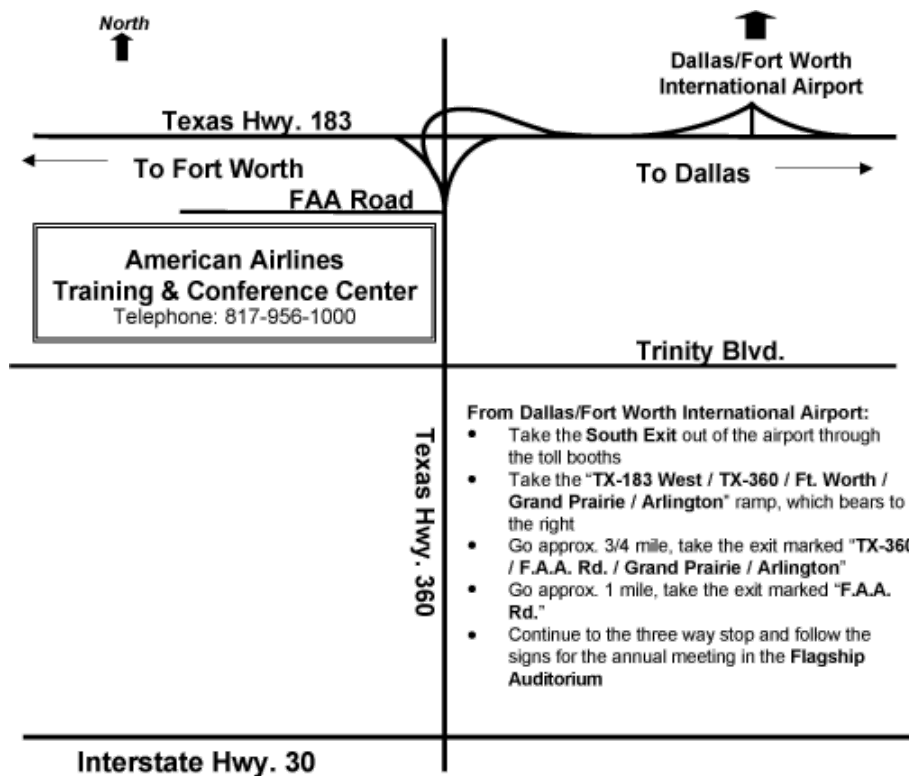 North
Dallas/Fort Worth
International Airport
Texas Hwy. 183
To Fort Worth
To Dallas
FAA Road
American Airlines
Training & Conference Center
Telephone: 817-956-1000
Trinity Blvd.
Texas Hwy. 360
From Dallas/Fort Worth International Airport:
• Take the South Exit out of the airport through
the toll booths
• Take the “TX-183 West / TX-360 / Ft. Worth /
Grand Prairie / Arlington” ramp, which bears to
the right
• Go approx. 3/4 mile, take the exit marked “TX-360
/ F.A.A. Rd. / Grand Prairie / Arlington”
• Go approx. 1 mile, take the exit marked “F.A.A.
Rd.”
• Continue to the three way stop and follow the
signs for the annual meeting in the Flagship
Auditorium
Interstate Hwy. 30